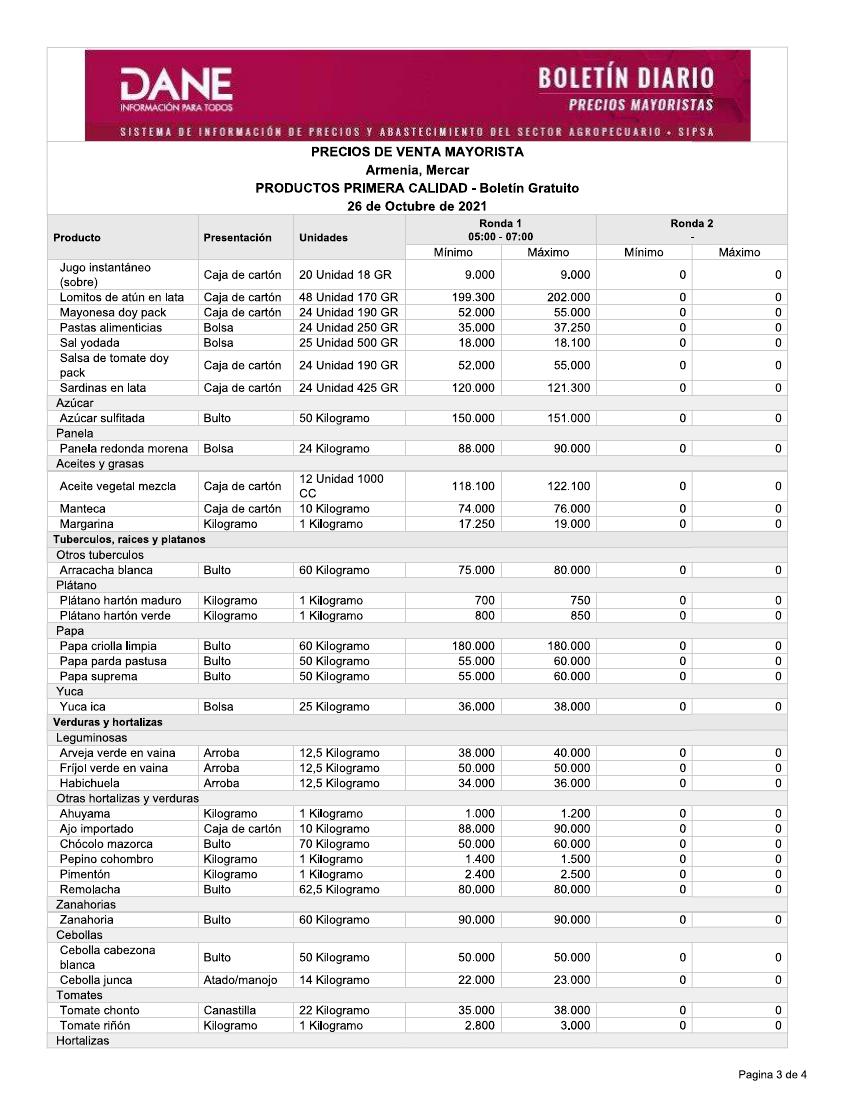 DANE
INFORMACIÓN PARA TODOS
BOLETÍN DIARIO
PRECIOS MAYORISTAS
SISTEMA DE INFORMACIÓN DE PRECIOS Y ABASTECIMIENTO DEL SECTOR AGROPECUARIO • SIPSA
PRECIOS DE VENTA MAYORISTA
Armenia, Mercar
PRODUCTOS PRIMERA CALIDAD - Boletín Gratuito
26 de Octubre de 2021
Producto Presentación Unidades Ronda 1 Ronda 2
05:00 - 07:00 -
Mínimo Máximo Mínimo Máximo
Jugo instantáneo
(sobre) Caja de cartón 20 Unidad 18 GR 9.000 9.000 0 0
Lomitos de atún en lata Caja de cartón 48 Unidad 170 GR 199.300 202.000 0 0
Mayonesa doy pack Caja de cartón 24 Unidad 190 GR 52.000 55.000 0 0
Pastas alimenticias Bolsa 24 Unidad 250 GR 35.000 37.250 0 0
Sal yodada Bolsa 25 Unidad 500 GR 18.000 18.100 0 0
Salsa de tomate doy
pack Caja de cartón 24 Unidad 190 GR 52.000 55.000 0 0
Sardinas en lata Caja de cartón 24 Unidad 425 GR 120.000 121.300 0 0
Azúcar
Azúcar sulfitada Bulto 50 Kilogramo 150.000 151.000 0 0
Panela
Panela redonda morena Bolsa 24 Kilogramo 88.000 90.000 0 0
Aceites y grasas
Aceite vegetal mezcla Caja de cartón 12 Unidad 1000
CC 118.100 122.100 0 0
Manteca Caja de cartón 10 Kilogramo 74.000 76.000 0 0
Margarina Kilogramo 1 Kilogramo 17.250 19.000 0 0
Tuberculos, raices y platanos
Otros tuberculos
Arracacha blanca Bulto 60 Kilogramo 75.000 80.000 0 0
Plátano
Plátano hartón maduro Kilogramo 1 Kilogramo 700 750 0 0
Plátano hartón verde Kilogramo 1 Kilogramo 800 850 0 0
Papa
Papa criolla limpia Bulto 60 Kilogramo 180.000 180.000 0 0
Papa parda pastusa Bulto 50 Kilogramo 55.000 60.000 0 0
Papa suprema Bulto 50 Kilogramo 55.000 60.000 0 0
Yuca
Yuca ica Bolsa 25 Kilogramo 36.000 38.000 0 0
Verduras y hortalizas
Leguminosas
Arveja verde en vaina Arroba 12,5 Kilogramo 38.000 40.000 0 0
Fríjol verde en vaina Arroba 12,5 Kilogramo 50.000 50.000 0 0
Habichuela Arroba 12,5 Kilogramo 34.000 36.000 0 0
Otras hortalizas y verduras
Ahuyama Kilogramo 1 Kilogramo 1.000 1.200 0 0
Ajo importado Caja de cartón 10 Kilogramo 88.000 90.000 0 0
Chócolo mazorca Bulto 70 Kilogramo 50.000 60.000 0 0
Pepino cohombro Kilogramo 1 Kilogramo 1.400 1.500 0 0
Pimentón Kilogramo 1 Kilogramo 2.400 2.500 0 0
Remolacha Bulto 62,5 Kilogramo 80.000 80.000 0 0
Zanahorias
Zanahoria Bulto 60 Kilogramo 90.000 90.000 0 0
Cebollas
Cebolla cabezona
blanca Bulto 50 Kilogramo 50.000 50.000 0 0
Cebolla junca Atado/manojo 14 Kilogramo 22.000 23.000 0 0
Tomates
Tomate chonto Canastilla 22 Kilogramo 35.000 38.000 0 0
Tomate riñón Kilogramo 1 Kilogramo 2.800 3.000 0 0
Hortalizas
Pagina 3 de 4